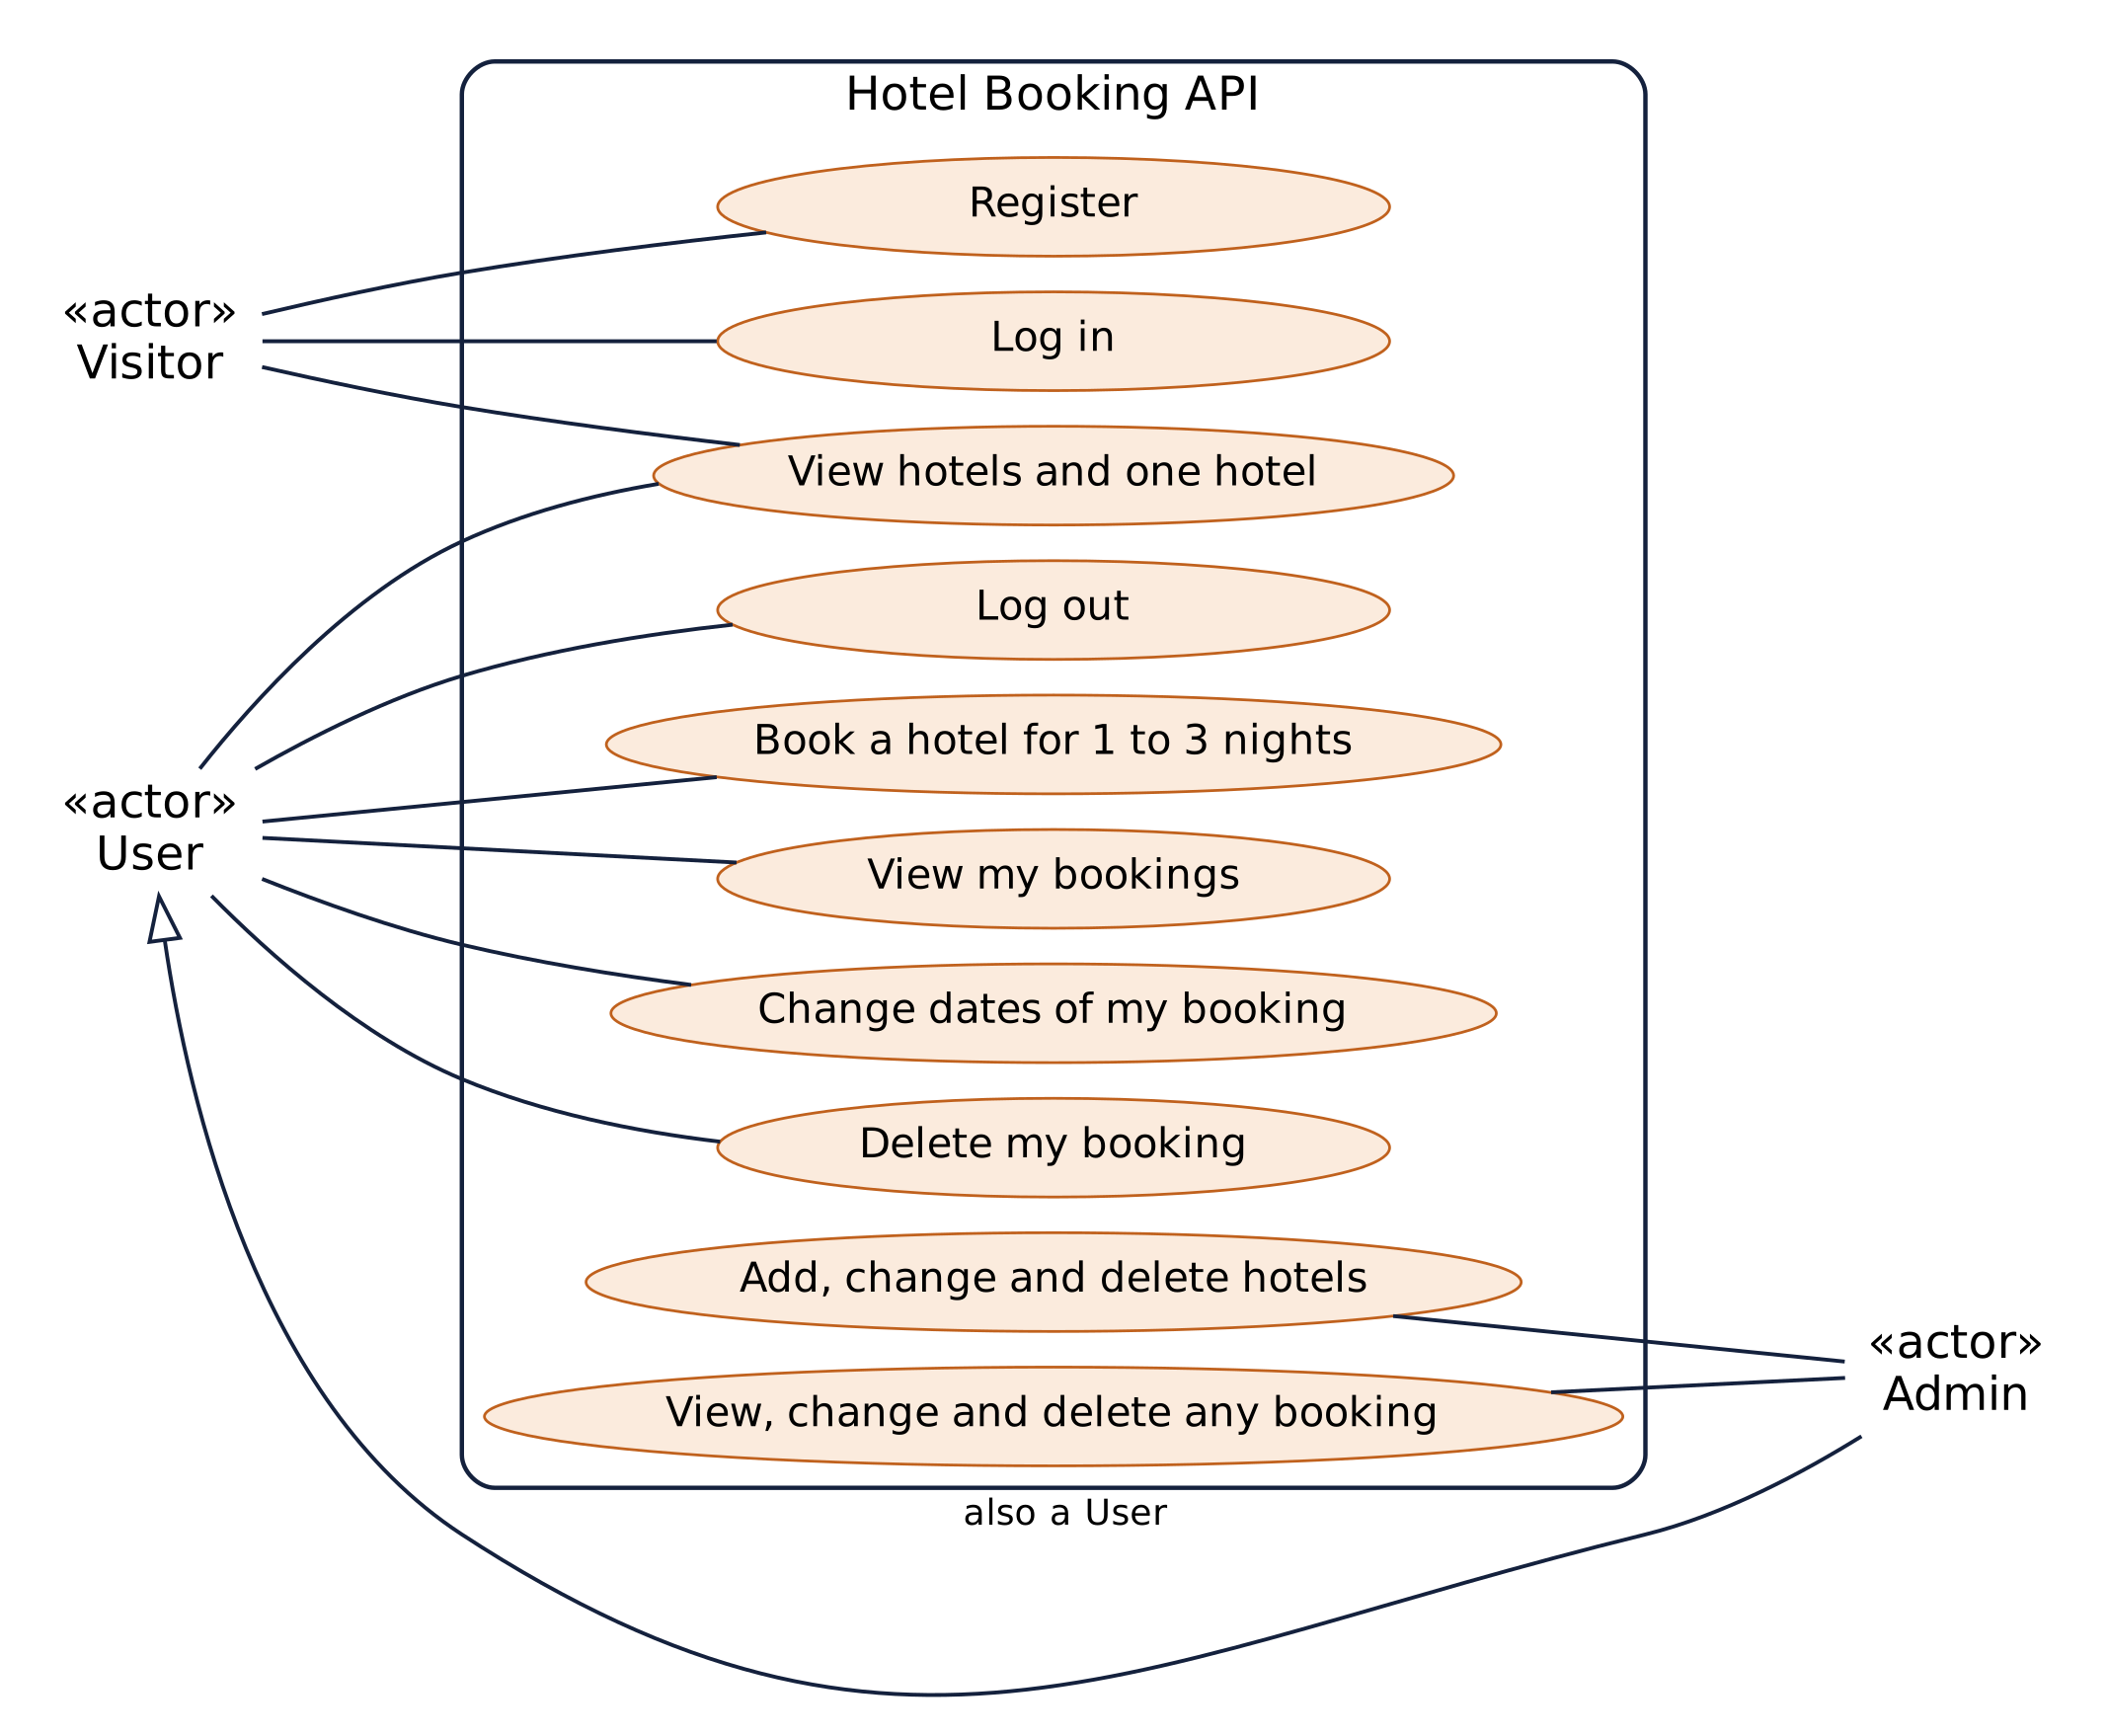 Hotel Booking API
Register
Log in
«actor»
Visitor
View hotels and one hotel
Log out
Book a hotel for 1 to 3 nights
«actor»
User
View my bookings
Change dates of my booking
Delete my booking
Add, change and delete hotels
«actor»
Admin
View, change and delete any booking
also a User